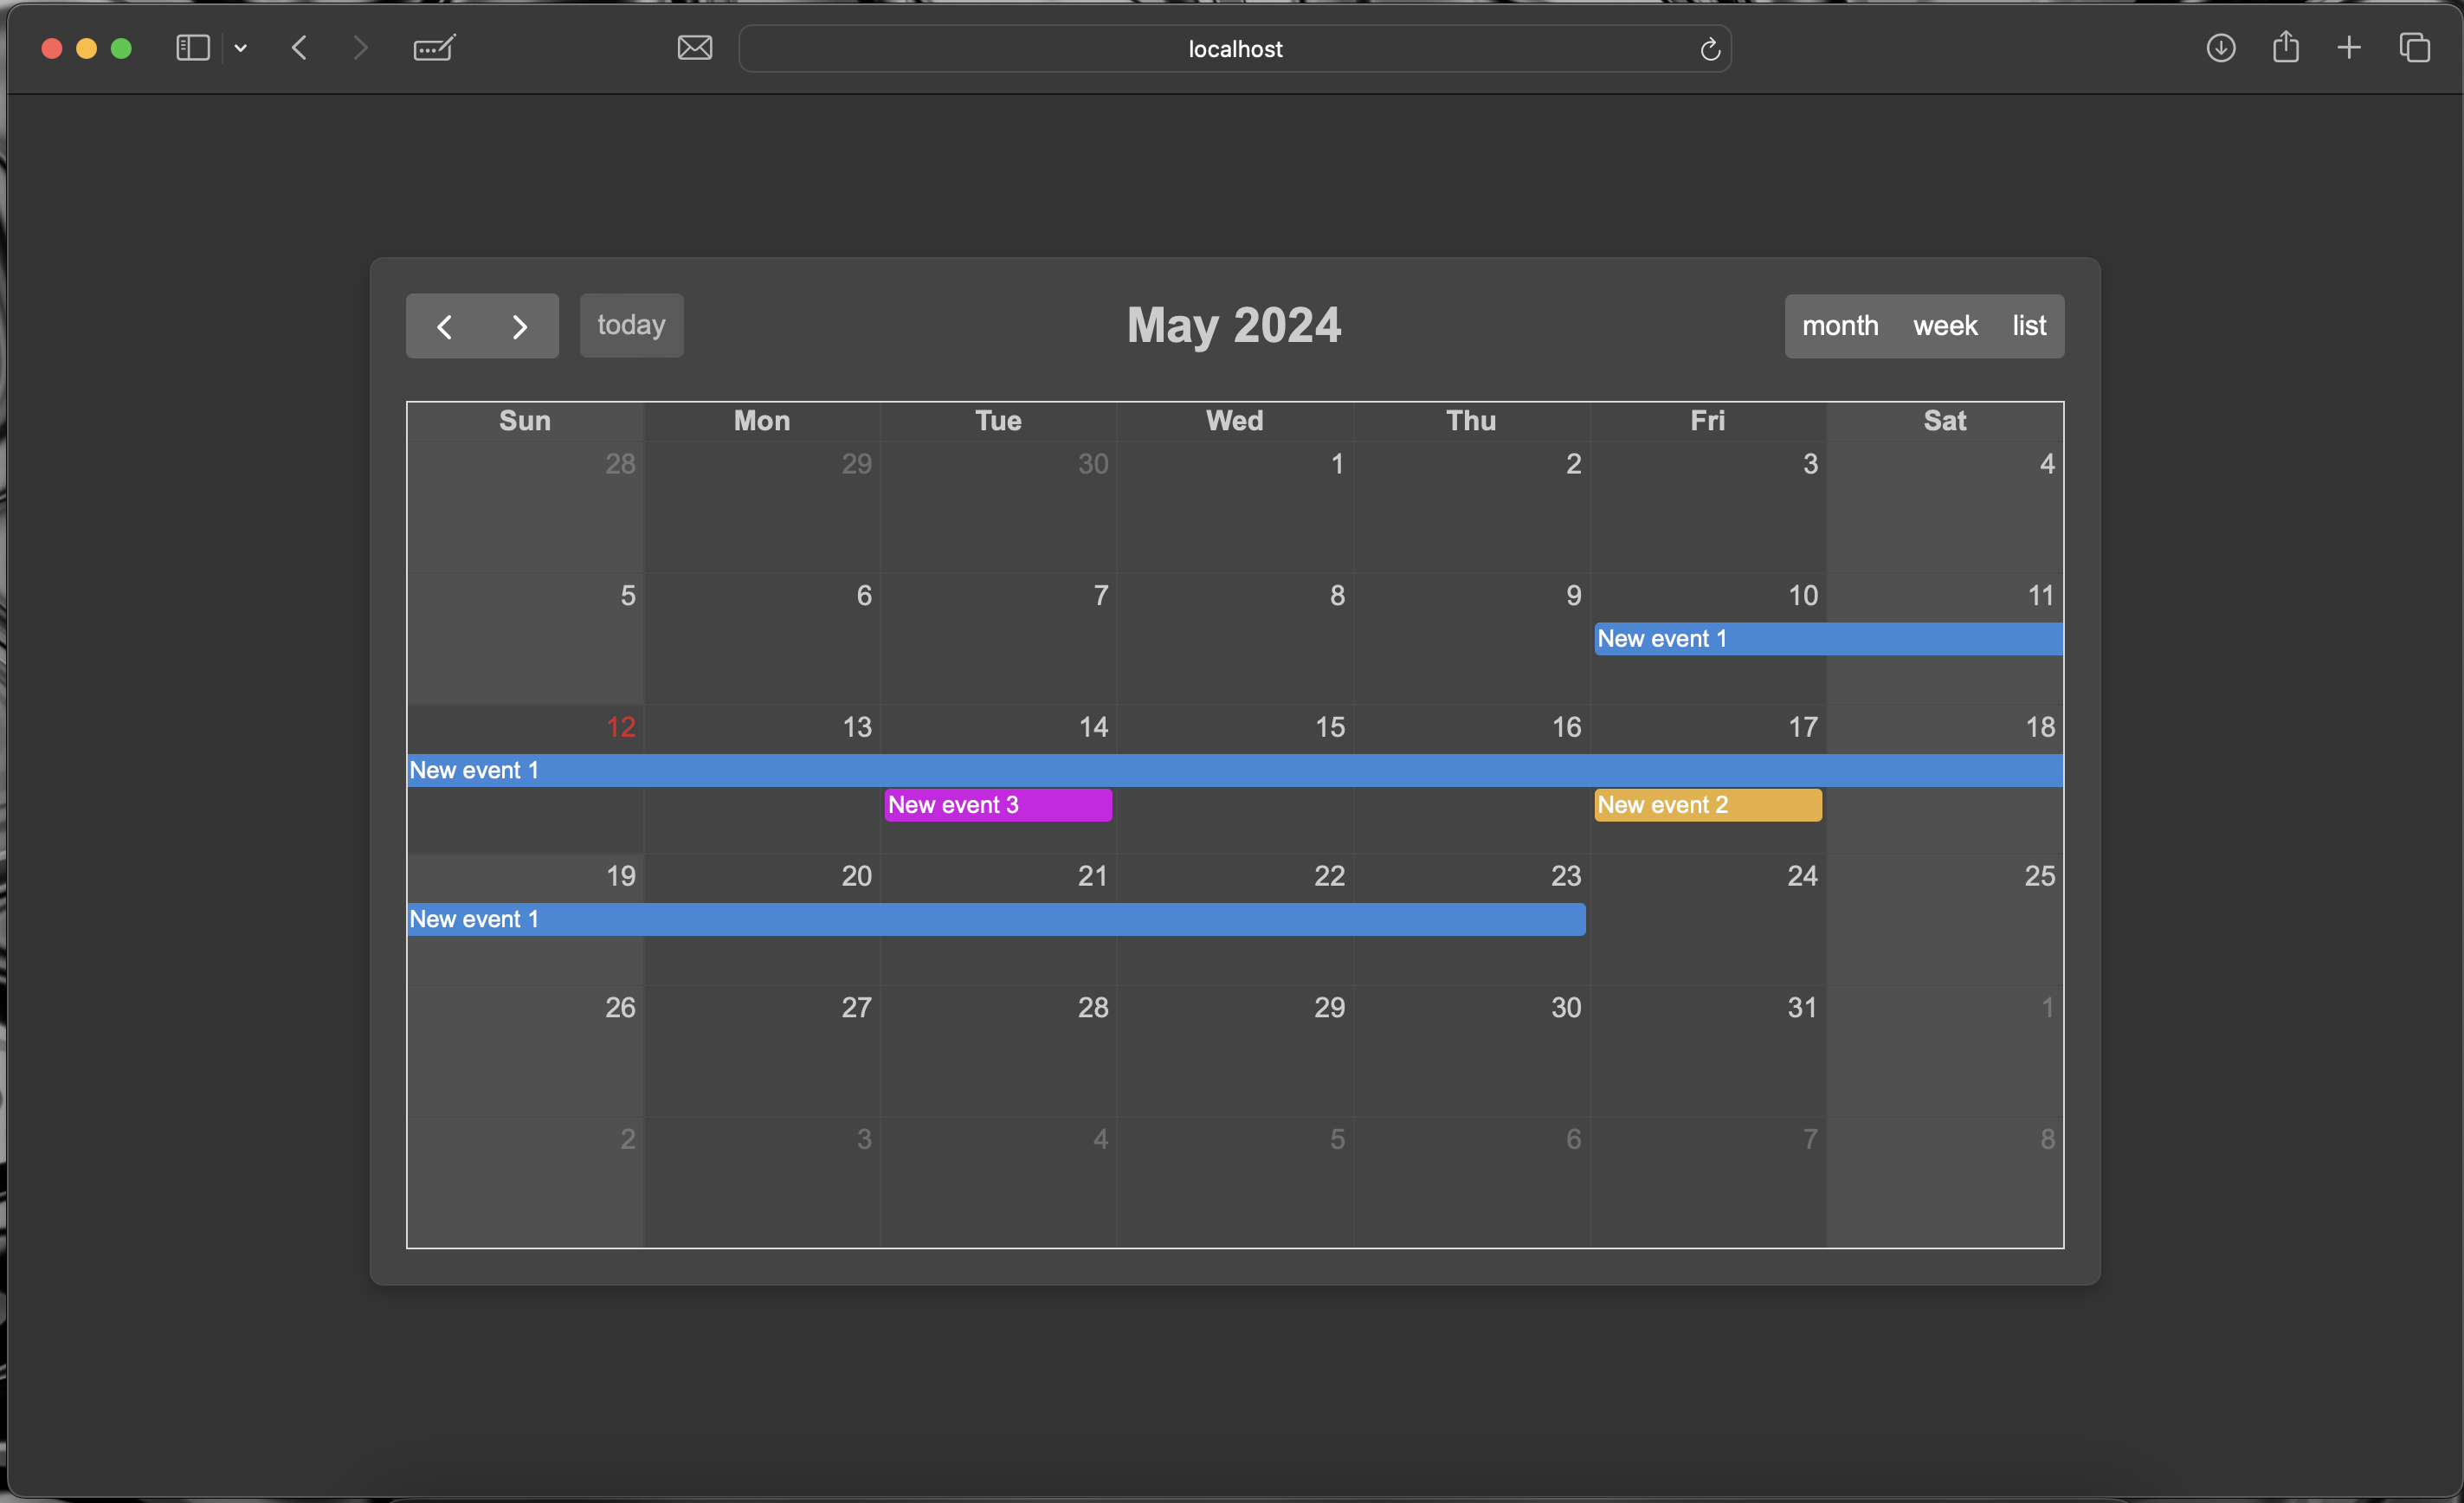 localhost
today
May 2024
month week list
Sun Mon Tue Wed Thu Fri Sat
28 29 30 1 2 3 4
5 6 7 8 9 10 11
New event 1
12 13 14 15 16 17 18
New event 1
New event 3 New event 2
19 20 21 22 23 24 25
New event 1
26 27 28 29 30 31 1
2 3 4 5 6 7 8